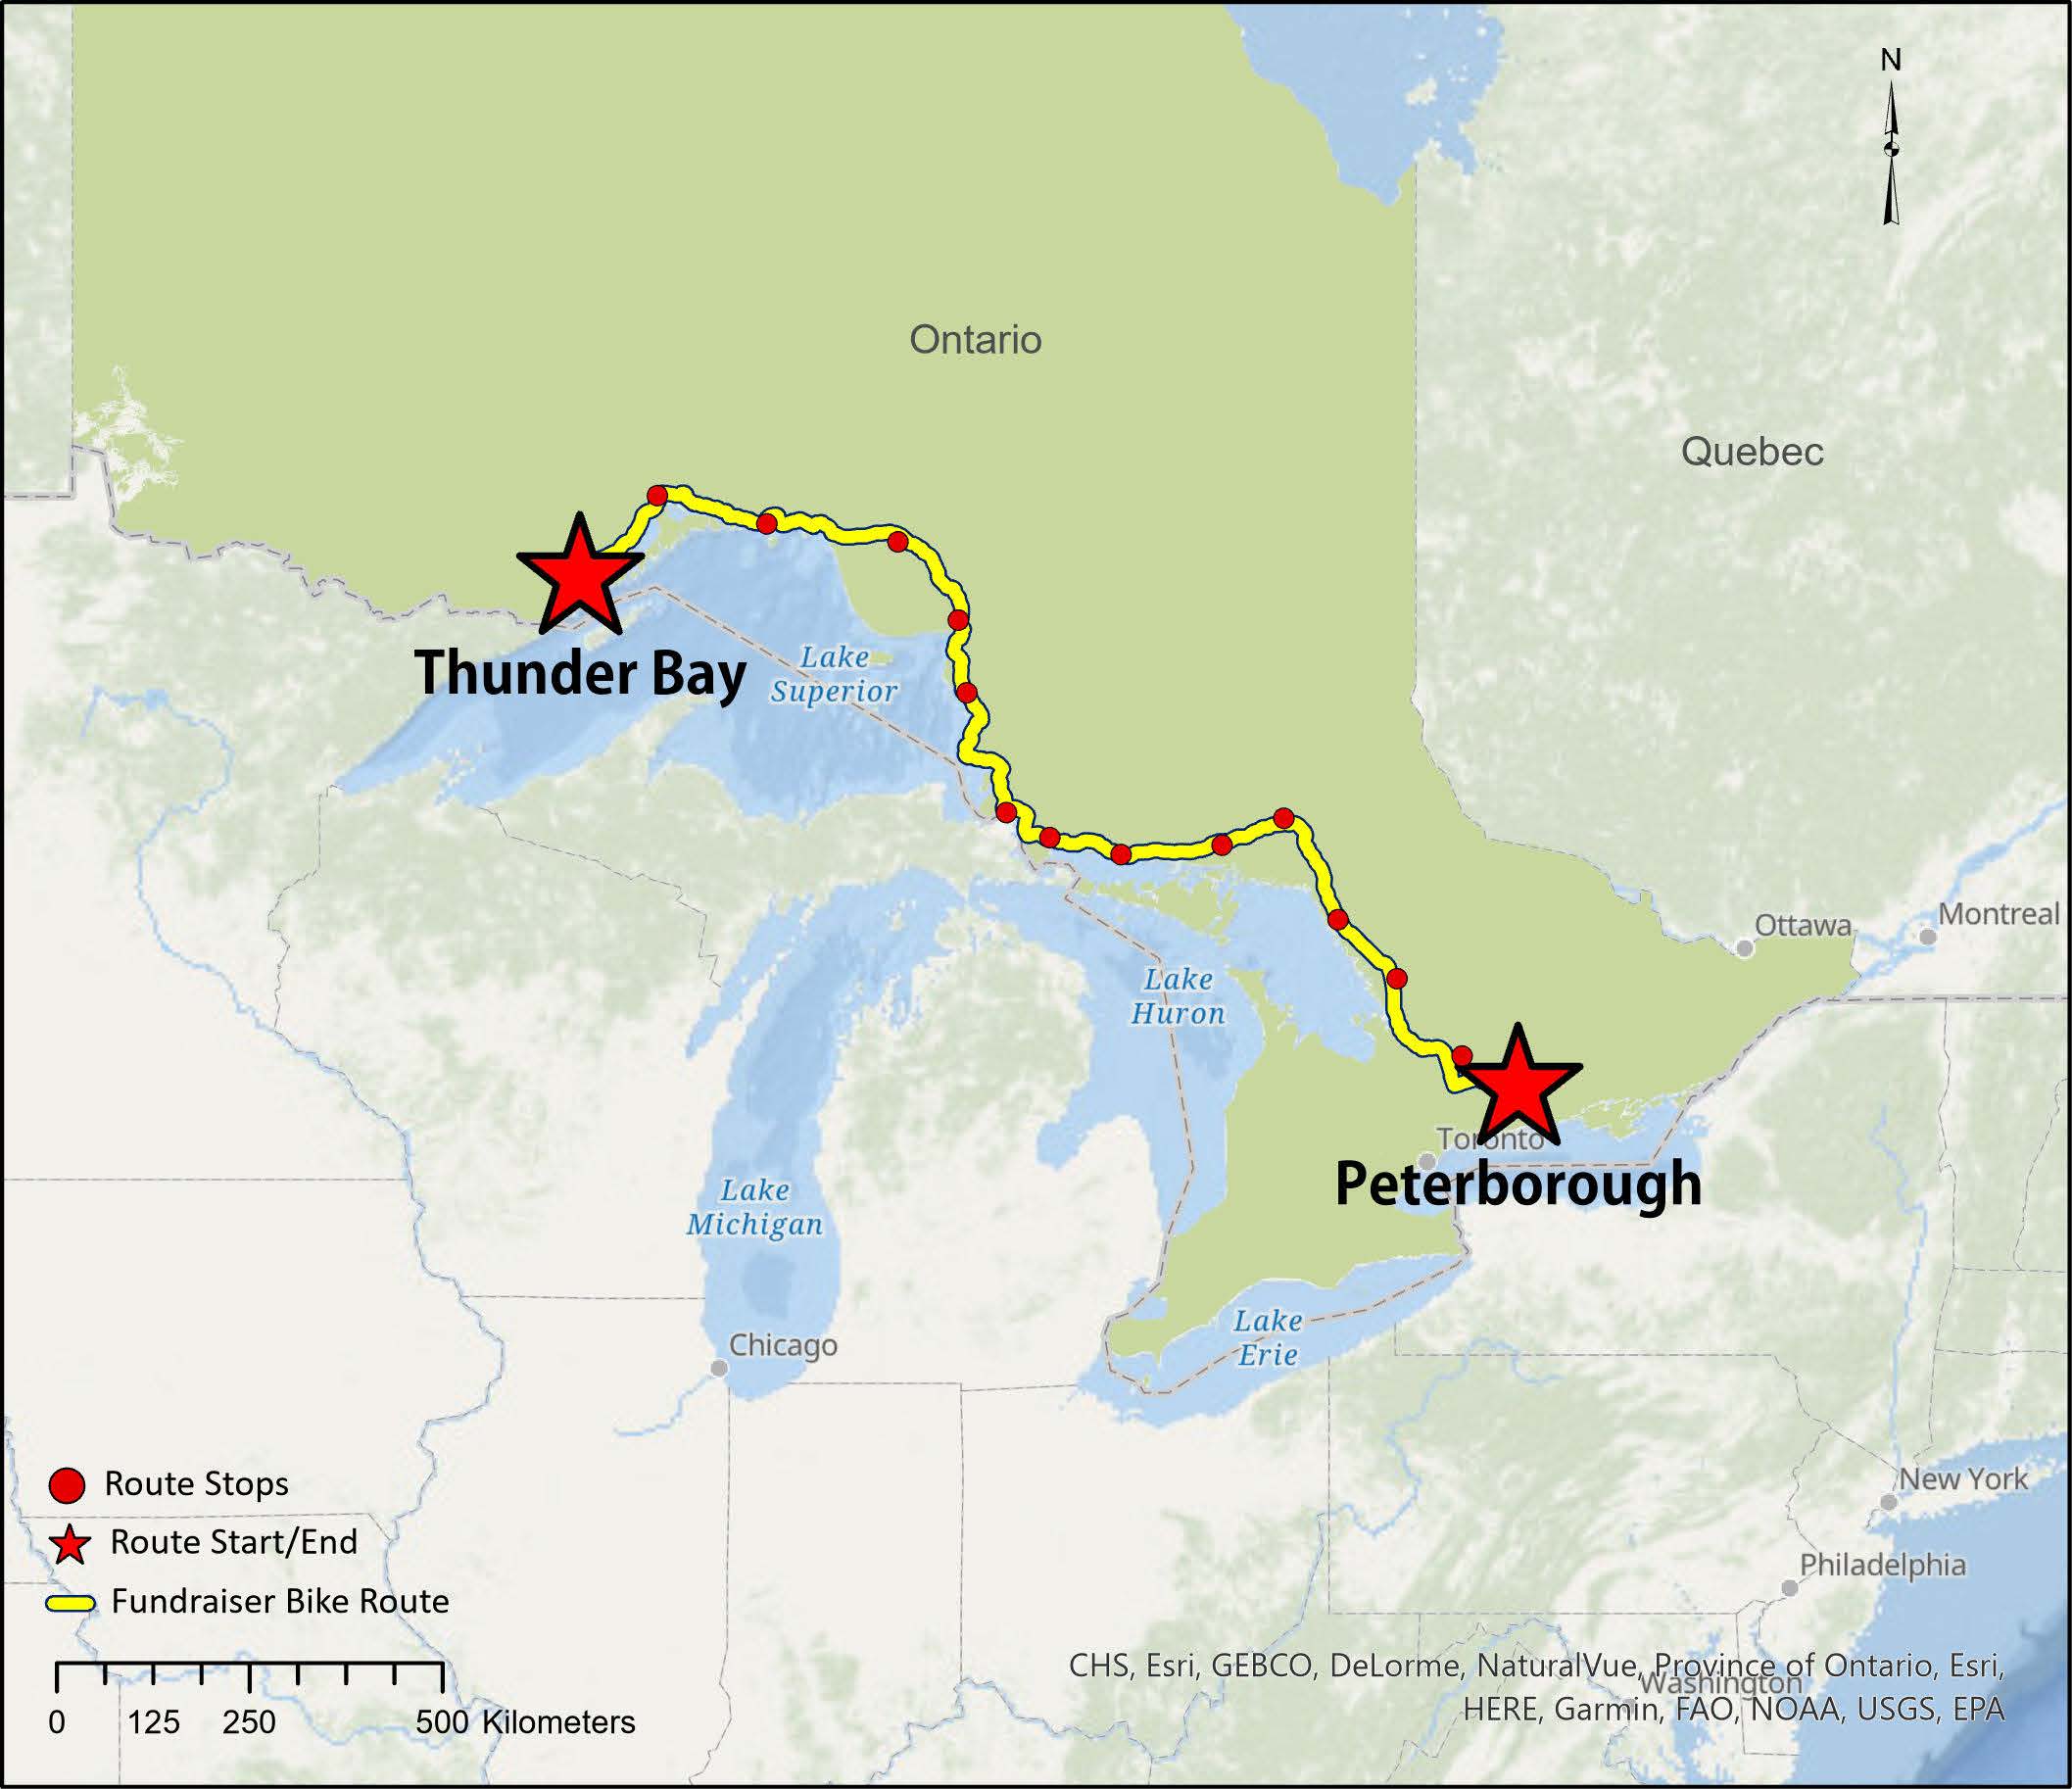 N
Ontario
Quebec
Thunder Bay
Lake
Superior
Ottawa
Montreal
Lake
Huron
Toronto
Peterborough
Lake
Michigan
Lake
Erie
Chicago
New York
Philadelphia
Washington
Route Stops
Route Start/End
Fundraiser Bike Route
0 125 250 500 Kilometers
CHS, Esri, GEBCO, DeLorme, NaturalVue, Province of Ontario, Esri,
HERE, Garmin, FAO, NOAA, USGS, EPA